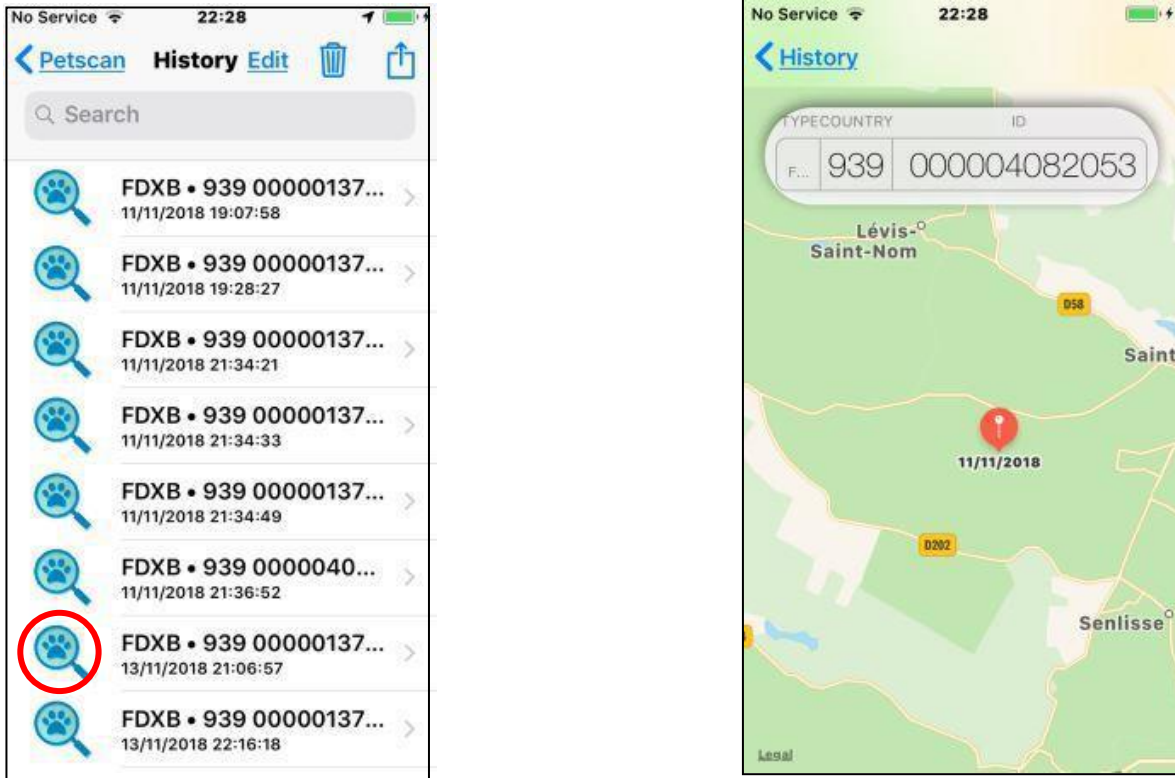 No Service 22:28
Petscan History Edit
Search
FDXB • 939 00000137...
11/11/2018 19:07:58
FDXB • 939 00000137...
11/11/2018 19:28:27
FDXB • 939 00000137...
11/11/2018 21:34:21
FDXB • 939 00000137...
11/11/2018 21:34:33
FDXB • 939 00000137...
11/11/2018 21:34:49
FDXB • 939 0000040...
11/11/2018 21:36:52
FDXB • 939 00000137...
13/11/2018 21:06:57
FDXB • 939 00000137...
13/11/2018 22:16:18
No Service 22:28
History
TYPE COUNTRY ID
F... 939 000004082053
Lévis-
Saint-Nom
D58
Saint
11/11/2018
D202
Senlisse
Legal